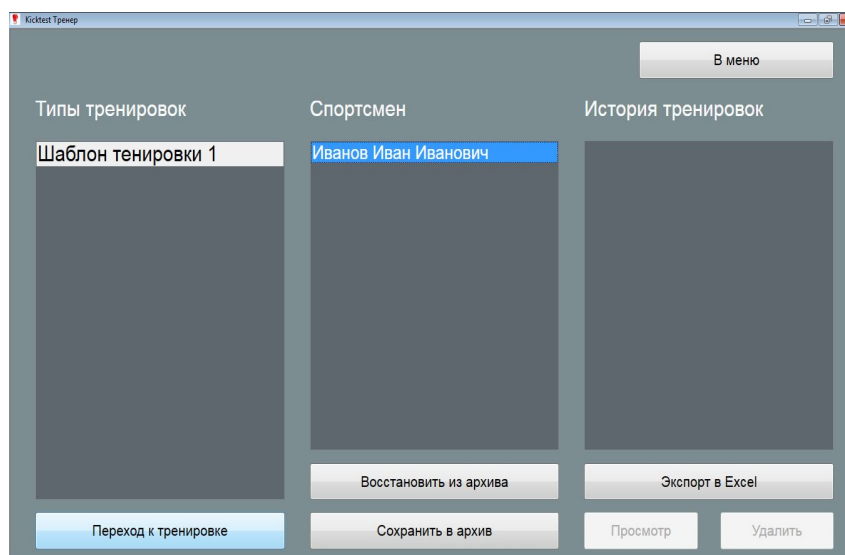 Kicktest Тренер
В меню
Типы тренировок
Спортсмен
История тренировок
Шаблон тенировки 1
Иванов Иван Иванович
Восстановить из архива
Экспорт в Excel
Переход к тренировке
Сохранить в архив
Просмотр
Удалить